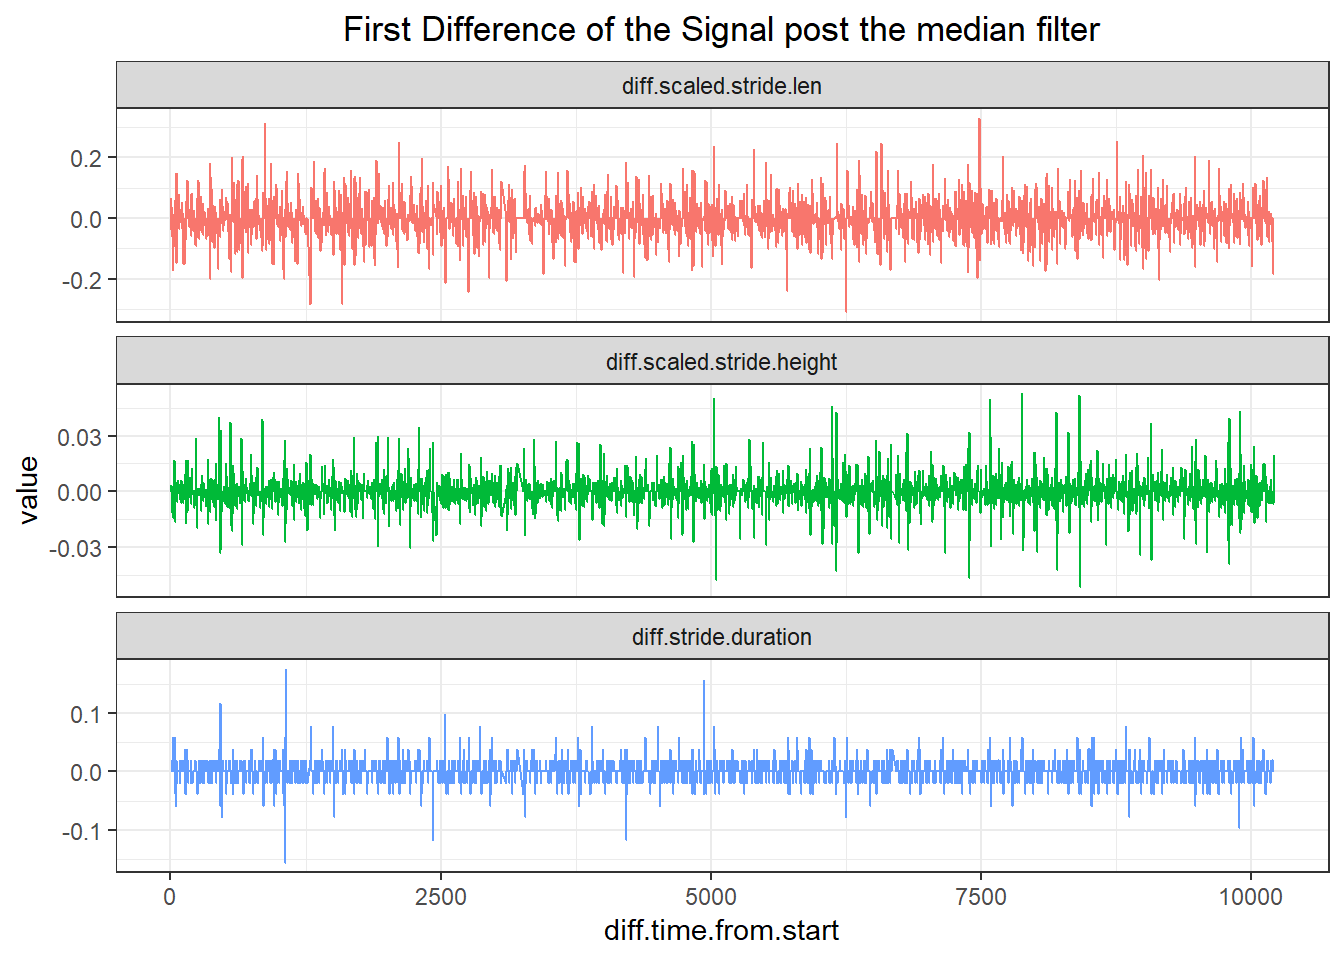 First Difference of the Signal post the median filter
diff.scaled.stride.len
0.2
0.0
-0.2
diff.scaled.stride.height
0.03
0.00
-0.03
value
diff.stride.duration
0.1
0.0
-0.1
0 2500 5000 7500 10000
diff.time.from.start